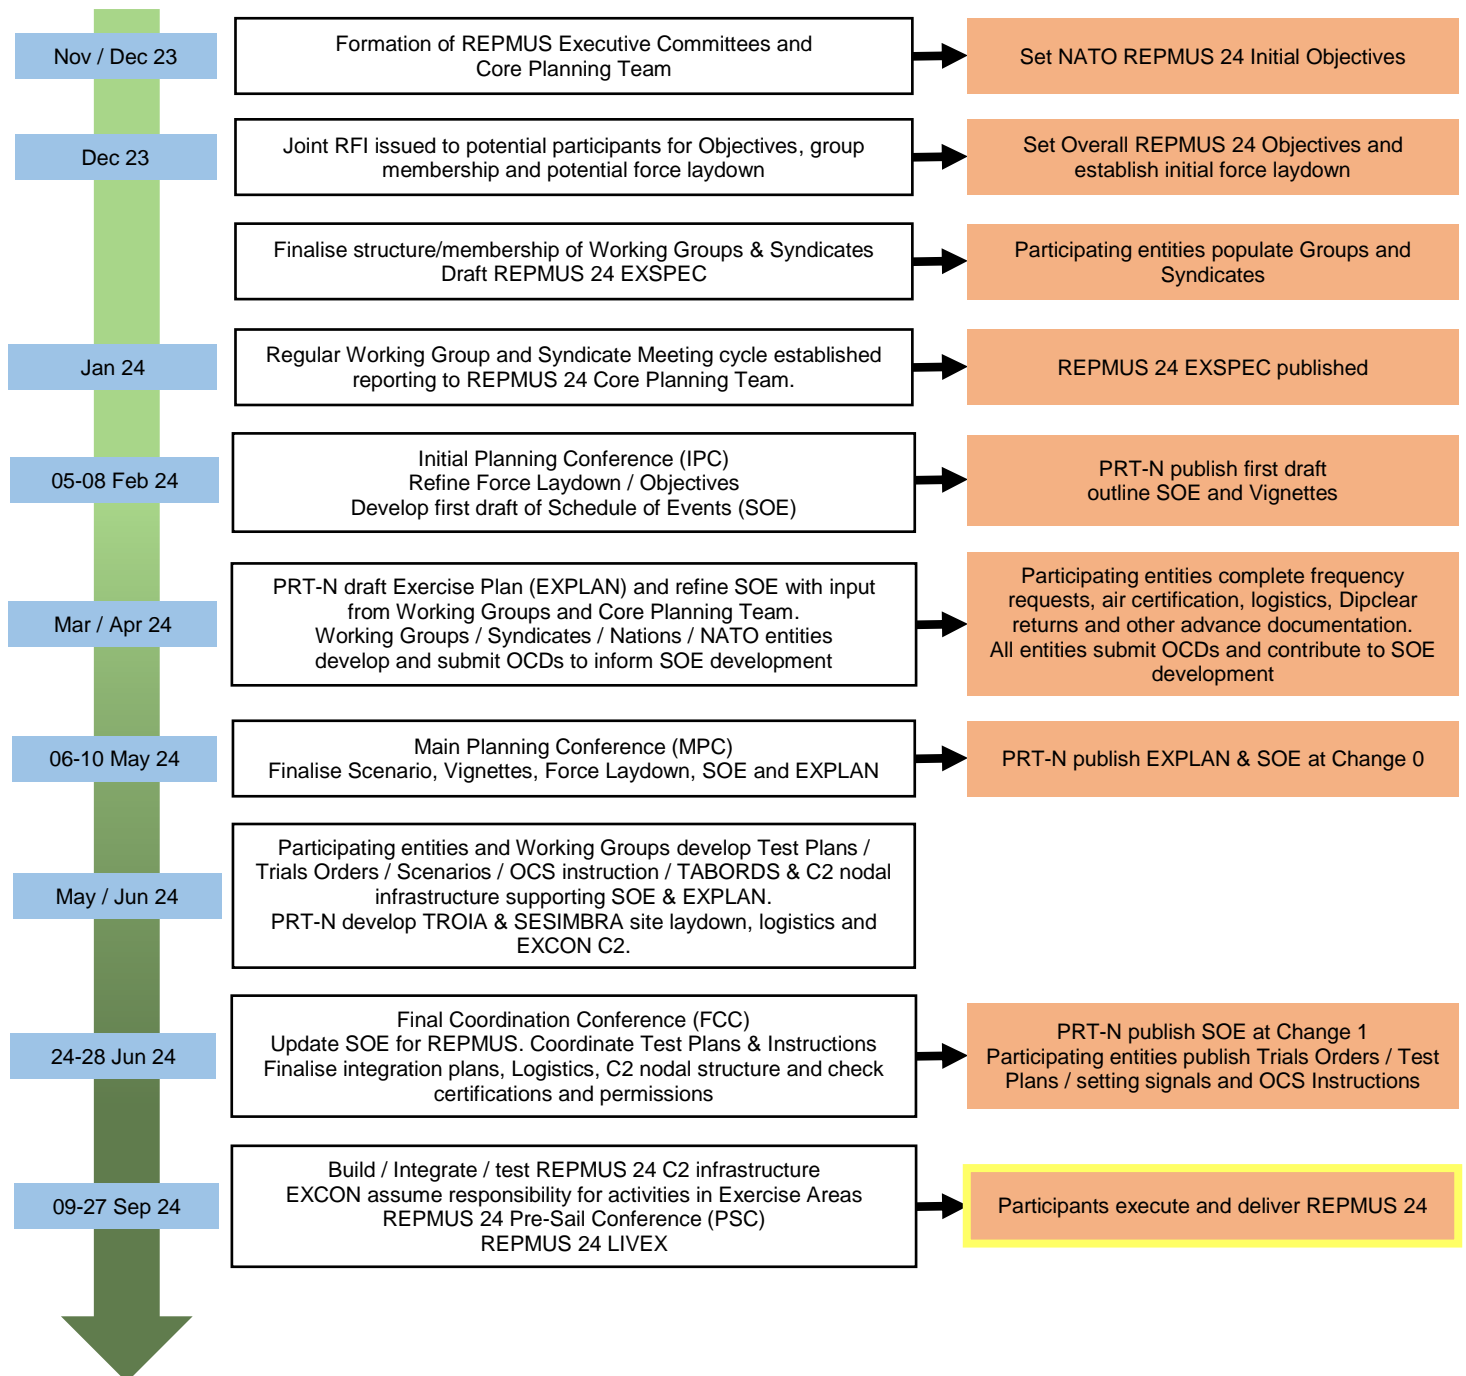 Nov / Dec 23
Formation of REPMUS Executive Committees and
Core Planning Team
Set NATO REPMUS 24 Initial Objectives
Dec 23
Joint RFI issued to potential participants for Objectives, group
membership and potential force laydown
Set Overall REPMUS 24 Objectives and
establish initial force laydown
Finalise structure/membership of Working Groups & Syndicates
Draft REPMUS 24 EXSPEC
Participating entities populate Groups and
Syndicates
Jan 24
Regular Working Group and Syndicate Meeting cycle established
reporting to REPMUS 24 Core Planning Team.
REPMUS 24 EXSPEC published
05-08 Feb 24
Initial Planning Conference (IPC)
Refine Force Laydown / Objectives
Develop first draft of Schedule of Events (SOE)
PRT-N publish first draft
outline SOE and Vignettes
Mar / Apr 24
PRT-N draft Exercise Plan (EXPLAN) and refine SOE with input
from Working Groups and Core Planning Team.
Working Groups / Syndicates / Nations / NATO entities
develop and submit OCDs to inform SOE development
Participating entities complete frequency
requests, air certification, logistics, Dipclear
returns and other advance documentation.
All entities submit OCDs and contribute to SOE
development
06-10 May 24
Main Planning Conference (MPC)
Finalise Scenario, Vignettes, Force Laydown, SOE and EXPLAN
PRT-N publish EXPLAN & SOE at Change 0
May / Jun 24
Participating entities and Working Groups develop Test Plans /
Trials Orders / Scenarios / OCS instruction / TABORDS & C2 nodal
infrastructure supporting SOE & EXPLAN.
PRT-N develop TROIA & SESIMBRA site laydown, logistics and
EXCON C2.
24-28 Jun 24
Final Coordination Conference (FCC)
Update SOE for REPMUS. Coordinate Test Plans & Instructions
Finalise integration plans, Logistics, C2 nodal structure and check
certifications and permissions
PRT-N publish SOE at Change 1
Participating entities publish Trials Orders / Test
Plans / setting signals and OCS Instructions
09-27 Sep 24
Build / Integrate / test REPMUS 24 C2 infrastructure
EXCON assume responsibility for activities in Exercise Areas
REPMUS 24 Pre-Sail Conference (PSC)
REPMUS 24 LIVEX
Participants execute and deliver REPMUS 24